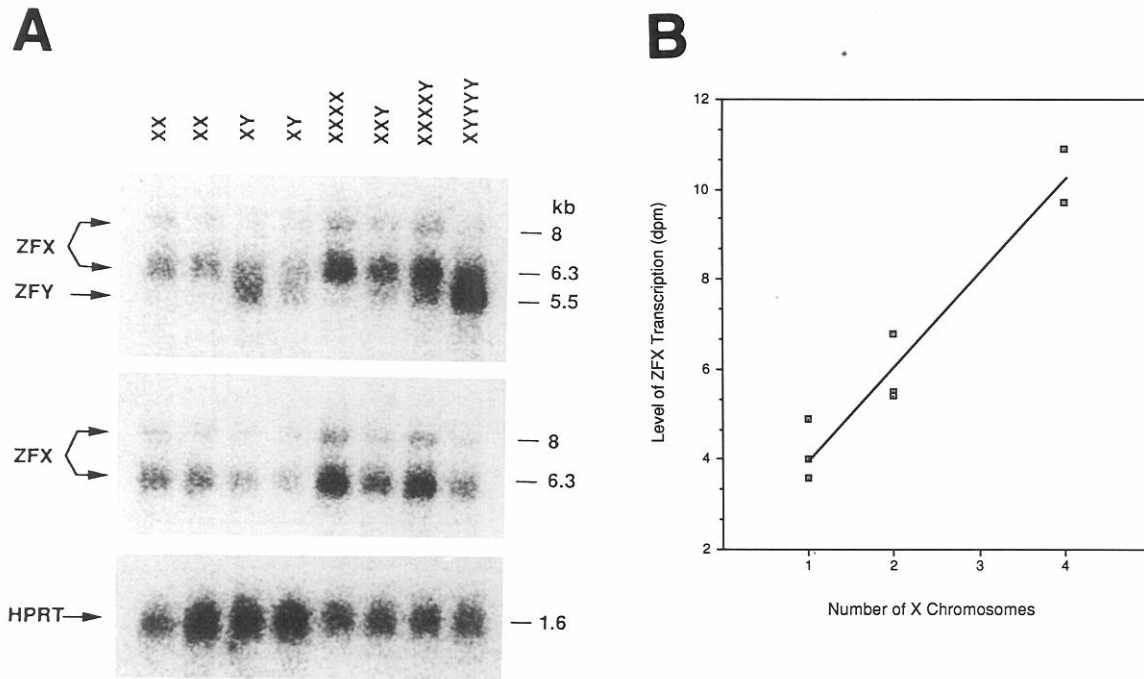 A
XX
XX
XY
XY
XXXX
XXY
XXXXY
XYYYY
kb
ZFX
8
6.3
ZFY
5.5
ZFX
8
6.3
HPRT
1.6
B
12
10
8
6
4
2
Level of ZFX Transcription (dpm)
1 2 3 4
Number of X Chromosomes